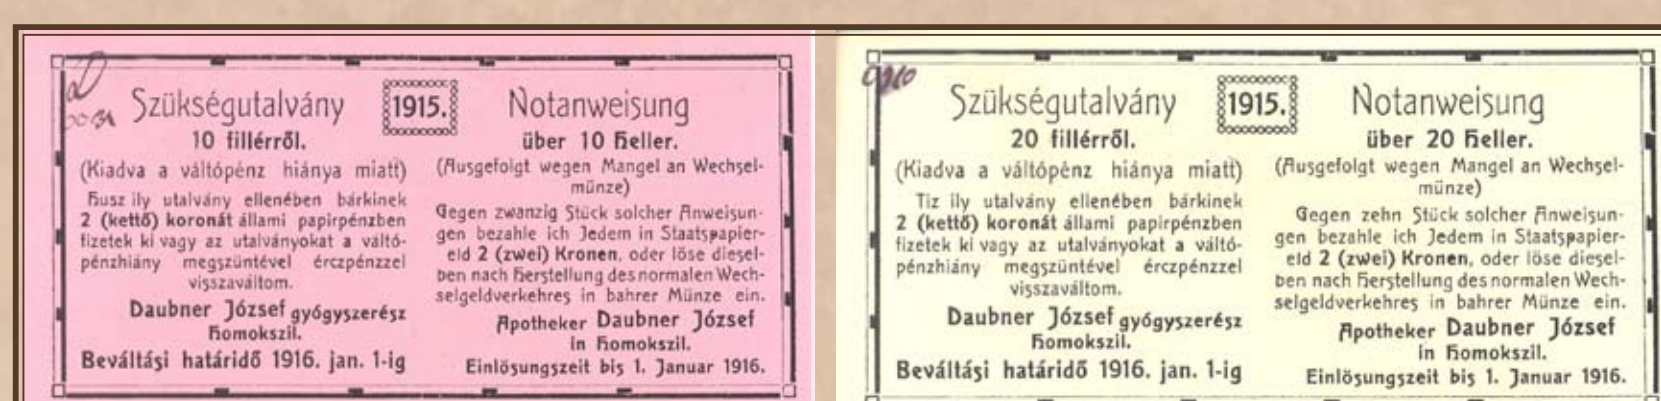 Szükségutalvány
10 fillérről.
(Kiadva a váltópénz hiánya miatt)
Husz ily utalvány ellenében bárkinek
2 (kettő) koronát állami papirpénzben
fizetek ki vagy az utalványokat a váltó-
pénzhiány megszüntével érczpénzzel
visszaváltom.
Daubner József gyógyszerész
Homokszil.
Beváltási határidő 1916. jan. 1-ig
1915.
Notanweisung
über 10 Heller.
(Ausgefolgt wegen Mangel an Wechsel-
münze)
Gegen zwanzig Stück solcher Anweisun-
gen bezahle ich Jedem in Staatspapier-
eld 2 (zwei) Kronen, oder löse diesel-
ben nach Herstellung des normalen Wech-
selgeldverkehres in bahrer Münze ein.
Apotheker Daubner József
in Homokszil.
Einlösungszeit bis 1. Januar 1916.
Szükségutalvány
20 fillérről.
(Kiadva a váltópénz hiánya miatt)
Tiz ily utalvány ellenében bárkinek
2 (kettő) koronát állami papirpénzben
fizetek ki vagy az utalványokat a váltó-
pénzhiány megszüntével érczpénzzel
visszaváltom.
Daubner József gyógyszerész
Homokszil.
Beváltási határidő 1916. jan. 1-ig
1915.
Notanweisung
über 20 Heller.
(Ausgefolgt wegen Mangel an Wechsel-
münze)
Gegen zehn Stück solcher Anweisun-
gen bezahle ich Jedem in Staatspapier-
eld 2 (zwei) Kronen, oder löse diesel-
ben nach Herstellung des normalen Wech-
selgeldverkehres in bahrer Münze ein.
Apotheker Daubner József
in Homokszil.
Einlösungszeit bis 1. Januar 1916.